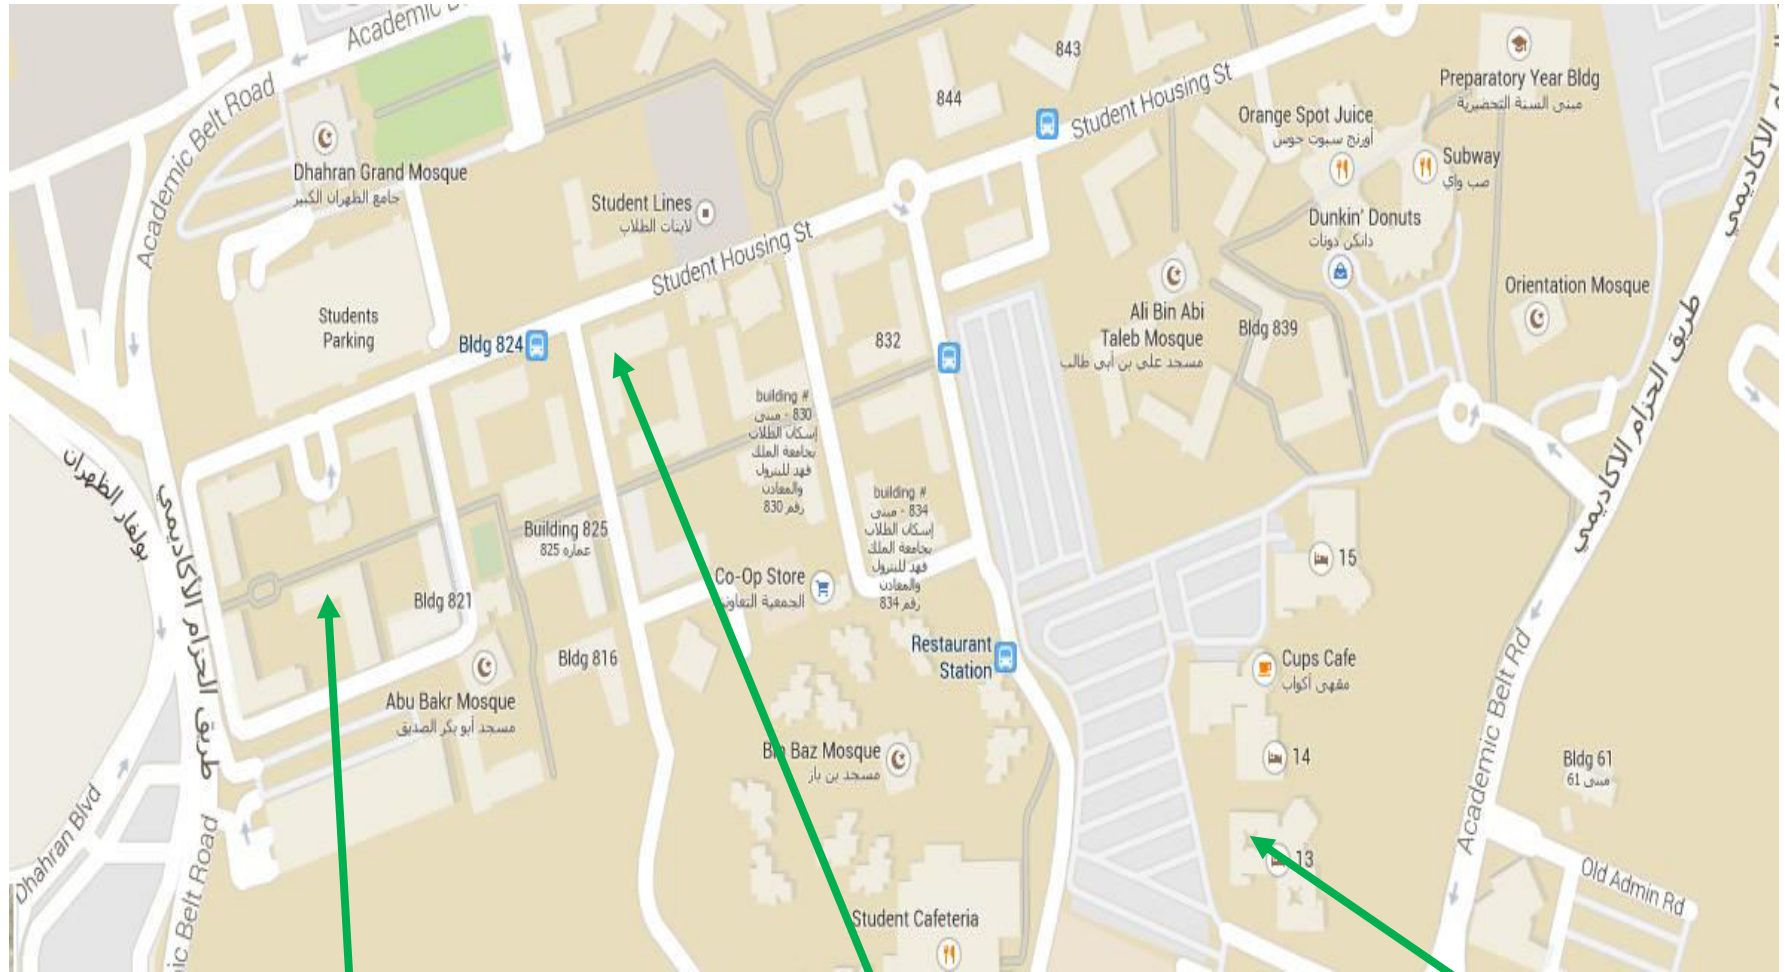 Academic B
843
Preparatory Year Bldg
مبنى السنة التحضيرية
Academic Belt Road
844
Student Housing St
Orange Spot Juice
أورنج سبوت جوس
Subway
صب واي
Dhahran Grand Mosque
جامع الظهران الكبير
Student Lines
لاينات الطلاب
Dunkin' Donuts
دانكن دونات
طريق الحزام الاكاديمي
Student Housing St
Students
Parking
Bldg 824
832
Ali Bin Abi
Taleb Mosque
مسجد علي بن أبي طالب
Bldg 839
Orientation Mosque
building #
830 - مبنى
إسكان الطلاب
بجامعة الملك
فهد للبترول
والمعادن
رقم 830
بولفار الظهران
طريق الحزام الأكاديمي
building #
834 - مبنى
إسكان الطلاب
بجامعة الملك
فهد للبترول
والمعادن
رقم 834
Building 825
عمارة 825
15
Co-Op Store
الجمعية التعاونية
Bldg 821
Restaurant
Station
Bldg 816
Cups Cafe
مقهى أكواب
Abu Bakr Mosque
مسجد أبو بكر الصديق
Academic Belt Rd
Bin Baz Mosque
مسجد بن باز
14
Bldg 61
مبنى 61
Dhahran Blvd
13
ic Belt Road
Old Admin Rd
Student Cafeteria